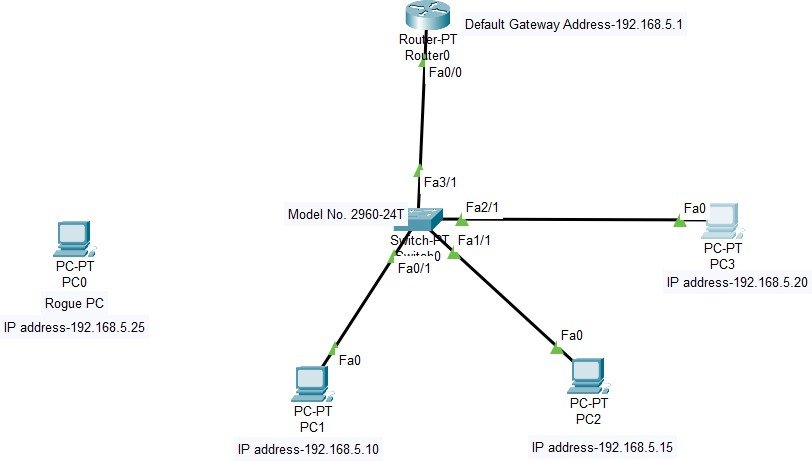 Default Gateway Address-192.168.5.1
Router-PT
Router0
Fa0/0
Fa3/1
Model No. 2960-24T
Fa2/1
Fa0
Switch-PT
Fa1/1
Switch0
Fa0/1
PC-PT
PC3
IP address-192.168.5.20
PC-PT
PC0
Rogue PC
IP address-192.168.5.25
Fa0
PC-PT
PC1
IP address-192.168.5.10
Fa0
PC-PT
PC2
IP address-192.168.5.15